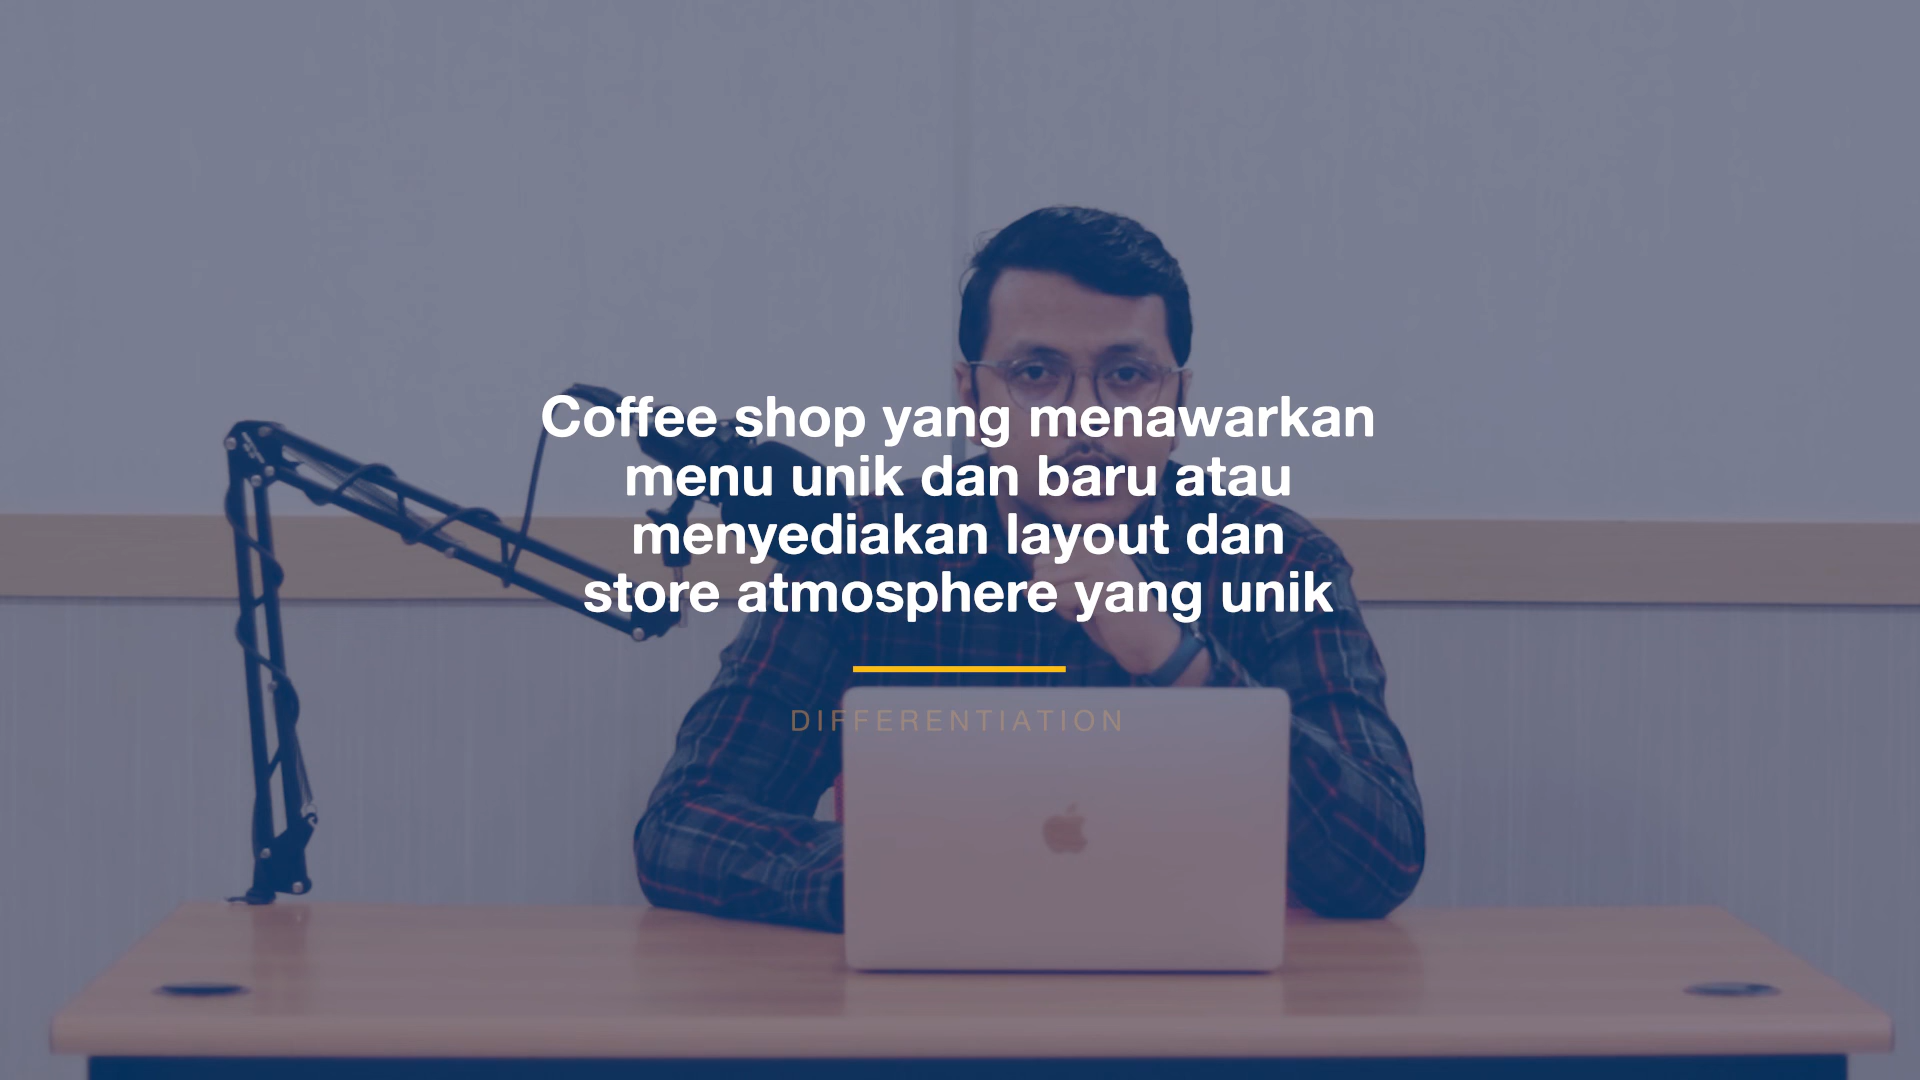 Coffee shop yang menawarkan
menu unik dan baru atau
menyediakan layout dan
store atmosphere yang unik
DIFFERENTIATION